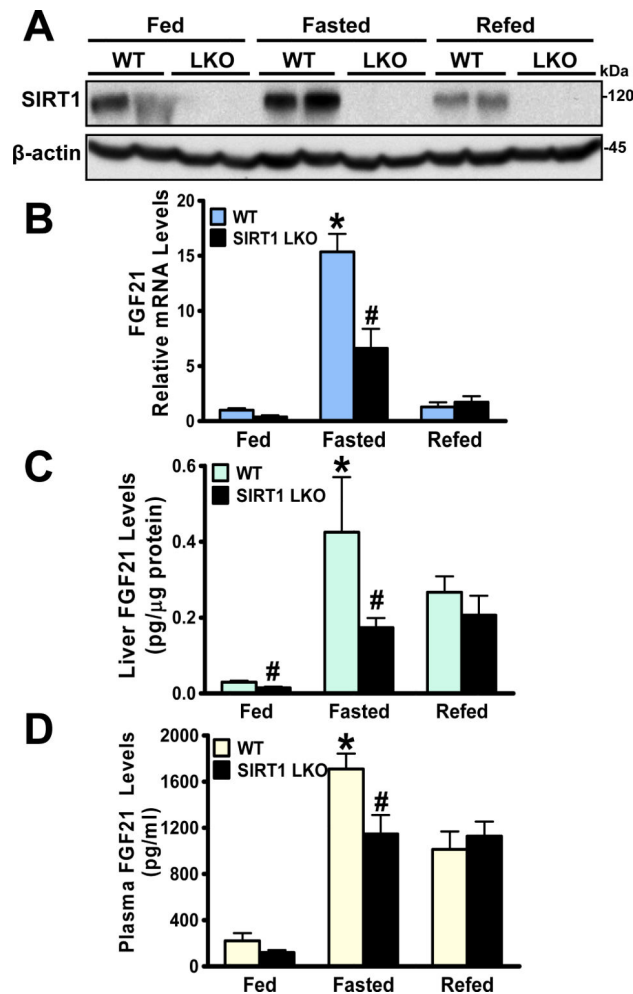 A
Fed Fasted Refed
WT LKO WT LKO WT LKO kDa
SIRT1 -120
β-actin -45
B
FGF21
Relative mRNA Levels
20
15
10
5
0
WT
SIRT1 LKO
*
#
Fed Fasted Refed
C
Liver FGF21 Levels
(pg/μg protein)
0.6
0.4
0.2
0.0
WT
SIRT1 LKO
*
#
#
Fed Fasted Refed
D
Plasma FGF21 Levels
(pg/ml)
2000
1600
1200
800
400
0
WT
SIRT1 LKO
*
#
Fed Fasted Refed